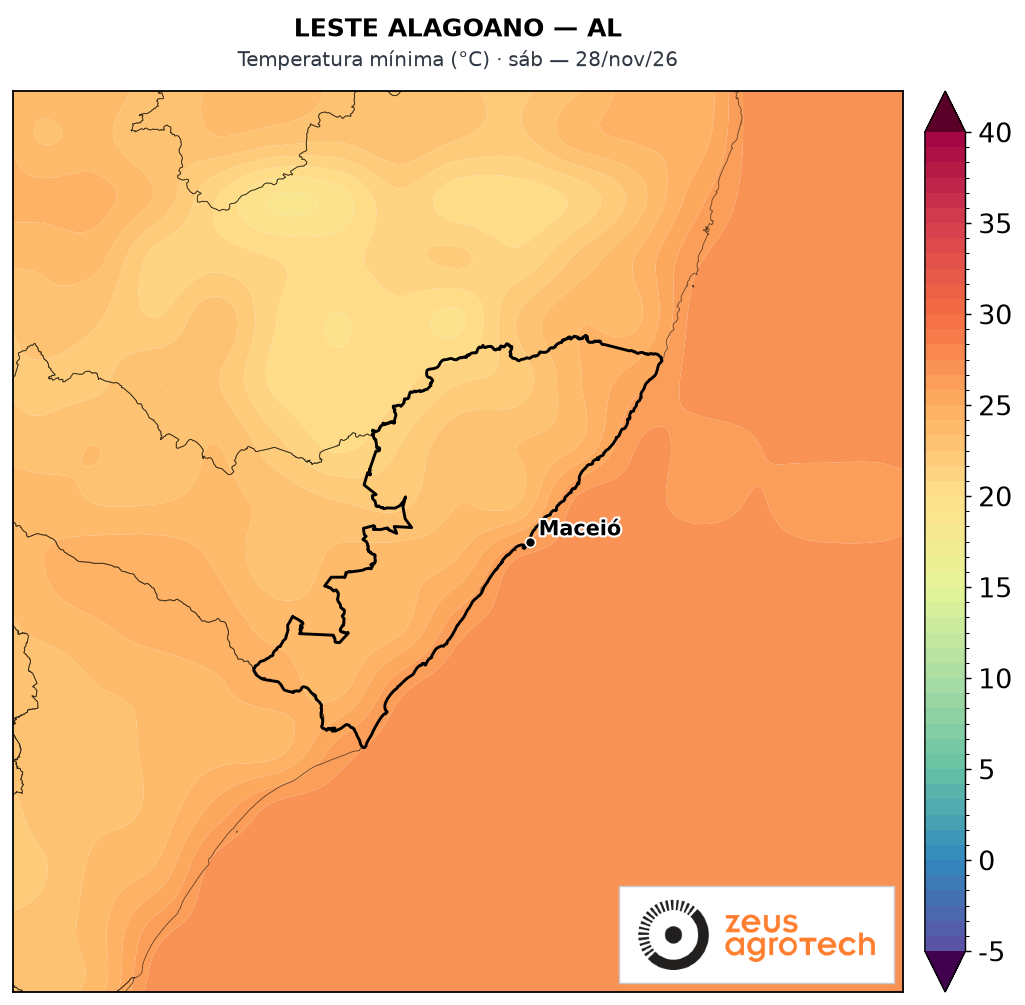 LESTE ALAGOANO — AL
Temperatura mínima (°C) · sáb — 28/nov/26
40
35
30
25
20
15
10
5
0
-5
Maceió
zeus
agrotech